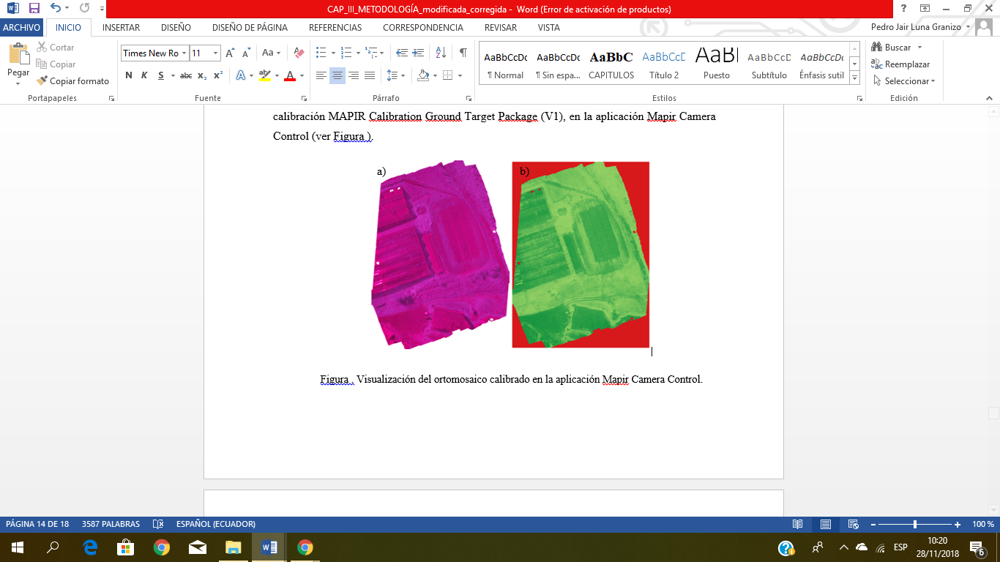 CAP_III_METODOLOGÍA_modificada_corregida - Word (Error de activación de productos)
ARCHIVO INICIO INSERTAR DISEÑO DISEÑO DE PÁGINA REFERENCIAS CORRESPONDENCIA REVISAR VISTA Pedro Jair Luna Granizo
Pegar
Cortar
Copiar
Copiar formato
Portapapeles
Times New Ro 11
N K S abc x₂ x²
Fuente
Párrafo
AaBbCcDc AaBbCcDc AaBbC AaBbCcD AaBl AaBbCcD AaBbCcDc
¶ Normal ¶ Sin espa... CAPITULOS Título 2 Puesto Subtítulo Énfasis sutil
Estilos
Buscar
Reemplazar
Seleccionar
Edición
calibración MAPIR Calibration Ground Target Package (V1), en la aplicación Mapir Camera
Control (ver Figura ).
a) b)
Figura . Visualización del ortomosaico calibrado en la aplicación Mapir Camera Control.
PÁGINA 14 DE 18 3587 PALABRAS ESPAÑOL (ECUADOR) 100 %
ESP
10:20
28/11/2018
6